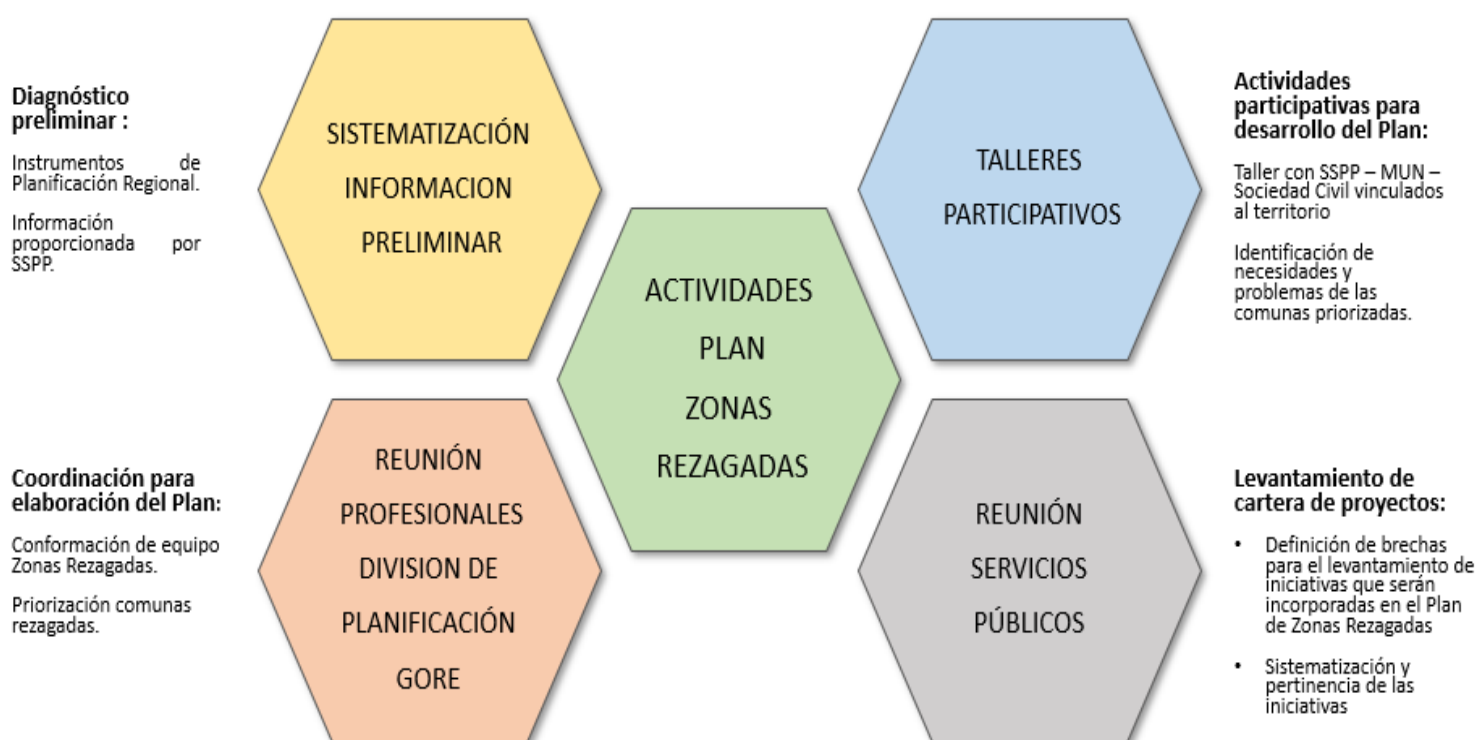 Diagnóstico
preliminar :
Instrumentos de
Planificación Regional.
Información
proporcionada por
SSPP.
SISTEMATIZACIÓN
INFORMACION
PRELIMINAR
TALLERES
PARTICIPATIVOS
Actividades
participativas para
desarrollo del Plan:
Taller con SSPP – MUN –
Sociedad Civil vinculados
al territorio
Identificación de
necesidades y
problemas de las
comunas priorizadas.
ACTIVIDADES
PLAN
ZONAS
REZAGADAS
Coordinación para
elaboración del Plan:
Conformación de equipo
Zonas Rezagadas.
Priorización comunas
rezagadas.
REUNIÓN
PROFESIONALES
DIVISION DE
PLANIFICACIÓN
GORE
REUNIÓN
SERVICIOS
PÚBLICOS
Levantamiento de
cartera de proyectos:
• Definición de brechas
para el levantamiento de
iniciativas que serán
incorporadas en el Plan
de Zonas Rezagadas
• Sistematización y
pertinencia de las
iniciativas